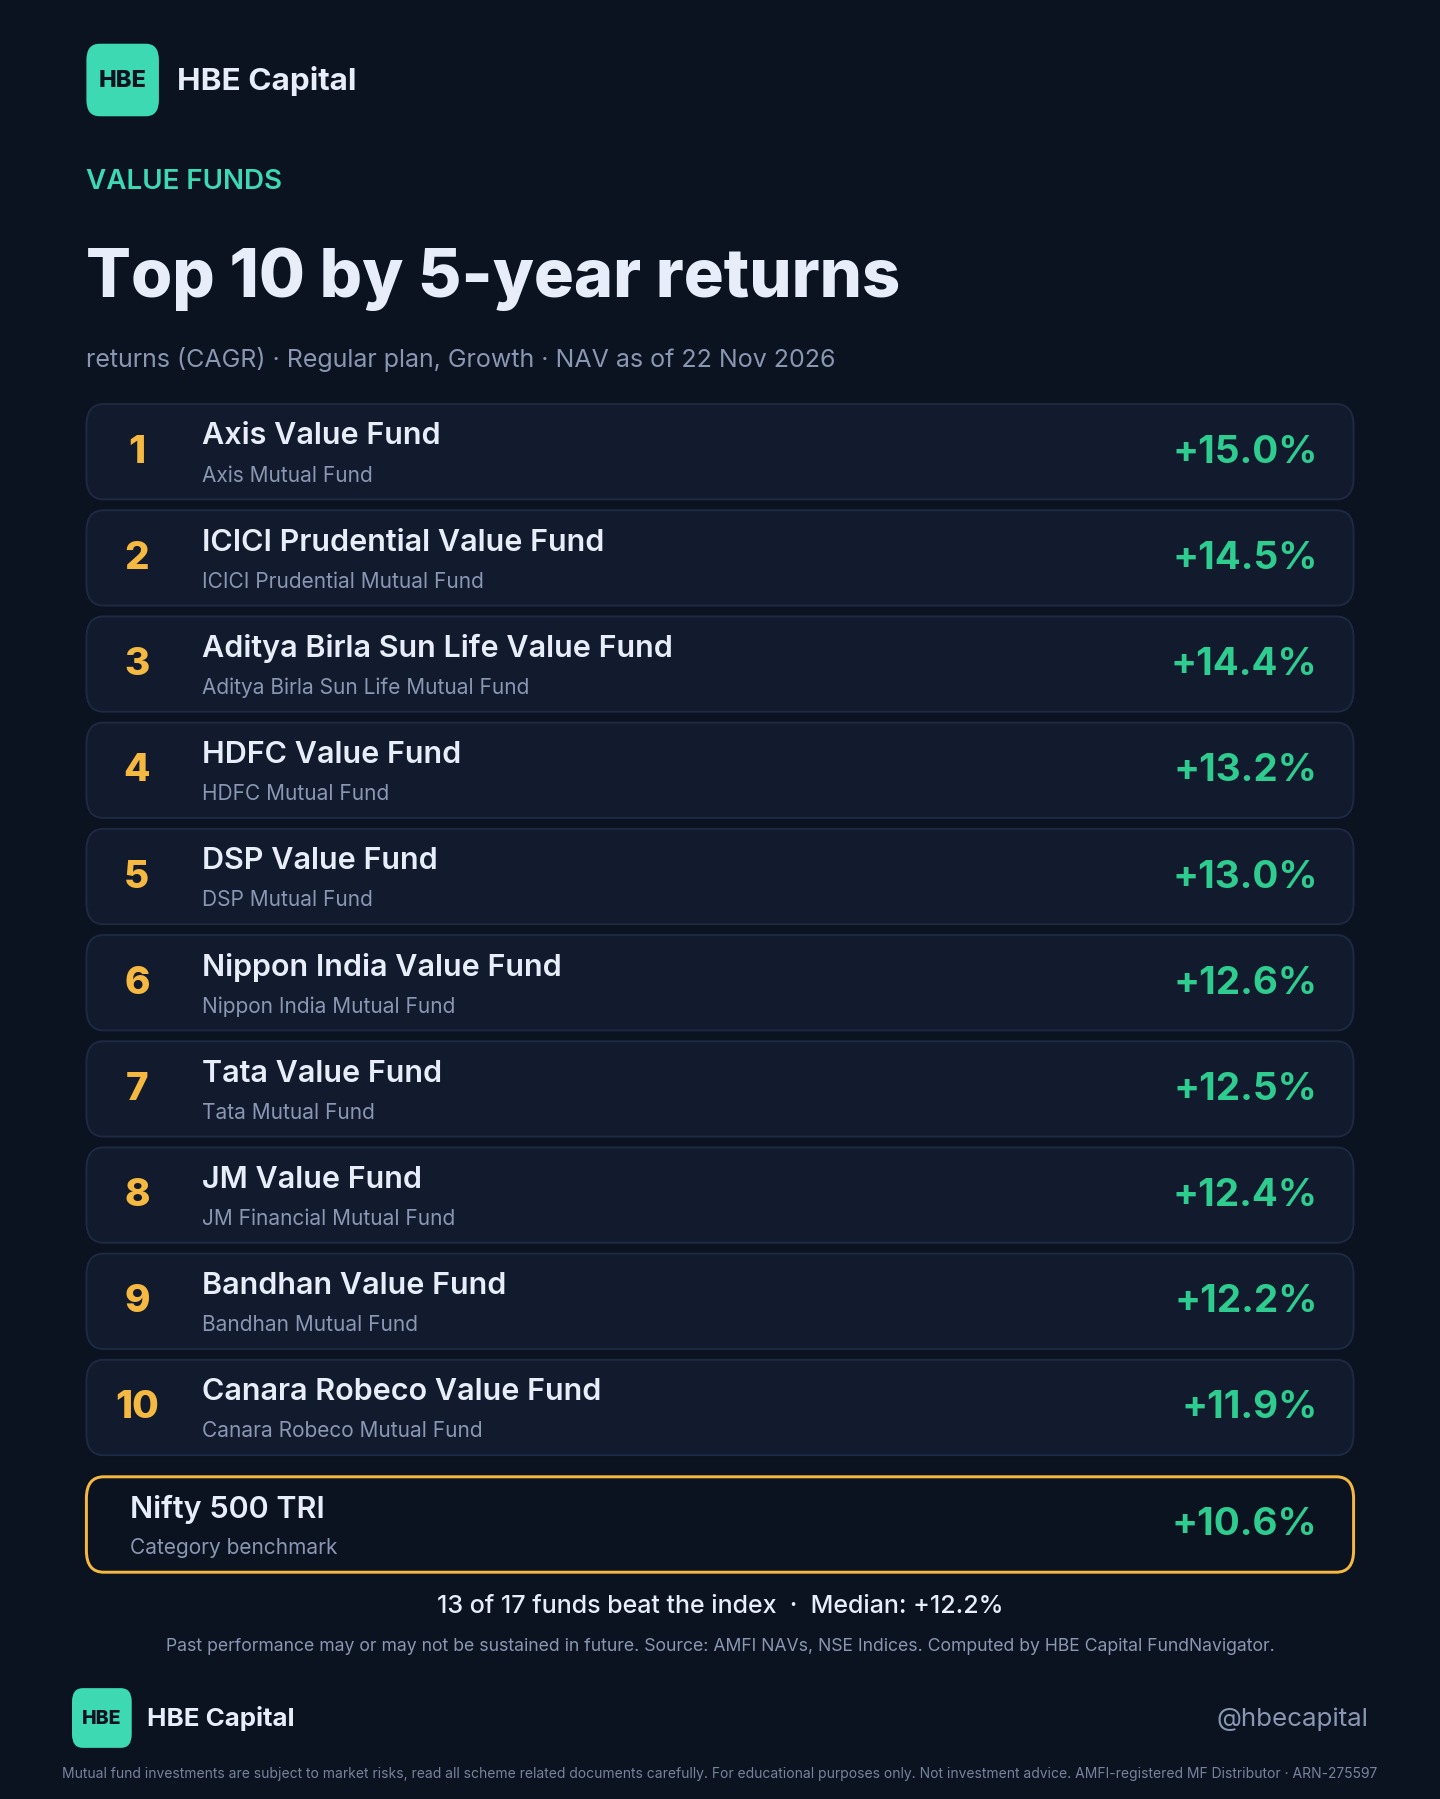 HBE
HBE Capital
VALUE FUNDS
Top 10 by 5-year returns
returns (CAGR) · Regular plan, Growth · NAV as of 22 Nov 2026
1
Axis Value Fund
Axis Mutual Fund
+15.0%
2
ICICI Prudential Value Fund
ICICI Prudential Mutual Fund
+14.5%
3
Aditya Birla Sun Life Value Fund
Aditya Birla Sun Life Mutual Fund
+14.4%
4
HDFC Value Fund
HDFC Mutual Fund
+13.2%
5
DSP Value Fund
DSP Mutual Fund
+13.0%
6
Nippon India Value Fund
Nippon India Mutual Fund
+12.6%
7
Tata Value Fund
Tata Mutual Fund
+12.5%
8
JM Value Fund
JM Financial Mutual Fund
+12.4%
9
Bandhan Value Fund
Bandhan Mutual Fund
+12.2%
10
Canara Robeco Value Fund
Canara Robeco Mutual Fund
+11.9%
Nifty 500 TRI
Category benchmark
+10.6%
13 of 17 funds beat the index · Median: +12.2%
Past performance may or may not be sustained in future. Source: AMFI NAVs, NSE Indices. Computed by HBE Capital FundNavigator.
HBE
HBE Capital
@hbecapital
Mutual fund investments are subject to market risks, read all scheme related documents carefully. For educational purposes only. Not investment advice. AMFI-registered MF Distributor · ARN-275597